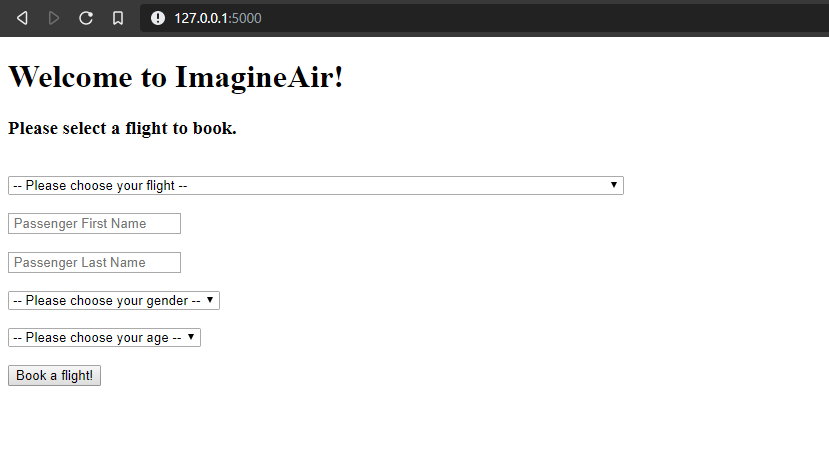 127.0.0.1:5000
Welcome to ImagineAir!
Please select a flight to book.
-- Please choose your flight --
Passenger First Name
Passenger Last Name
-- Please choose your gender --
-- Please choose your age --
Book a flight!